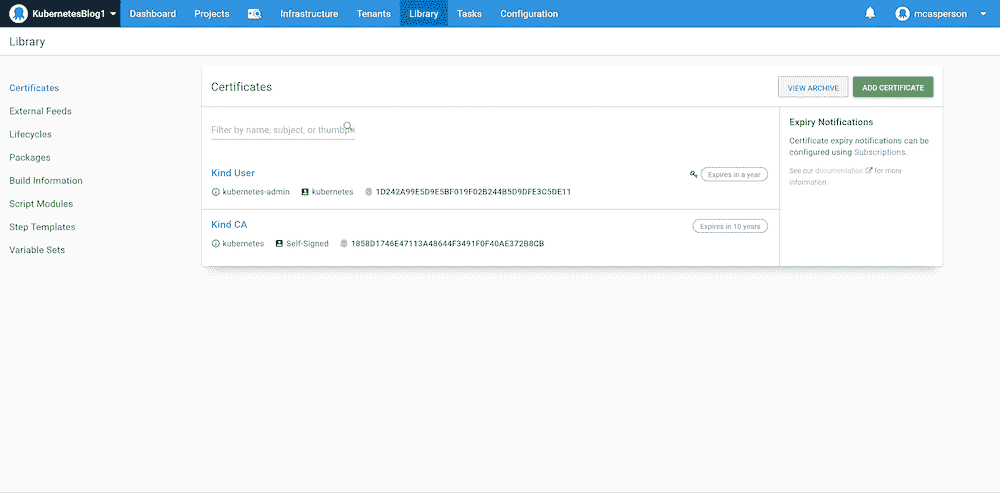 KubernetesBlog1 Dashboard Projects Infrastructure Tenants Library Tasks Configuration mcasperson
Library
Certificates
External Feeds
Lifecycles
Packages
Build Information
Script Modules
Step Templates
Variable Sets
Certificates
VIEW ARCHIVE ADD CERTIFICATE
Filter by name, subject, or thumbpri
Kind User
kubernetes-admin kubernetes 1D242A99E5D9E5BF019F02B244B5D9DFE3C5DE11
Expires in a year
Kind CA
kubernetes Self-Signed 1858D1746E47113A48644F3491F0F40AE372B8CB
Expires in 10 years
Expiry Notifications
Certificate expiry notifications can be
configured using Subscriptions.
See our documentation for more
information.